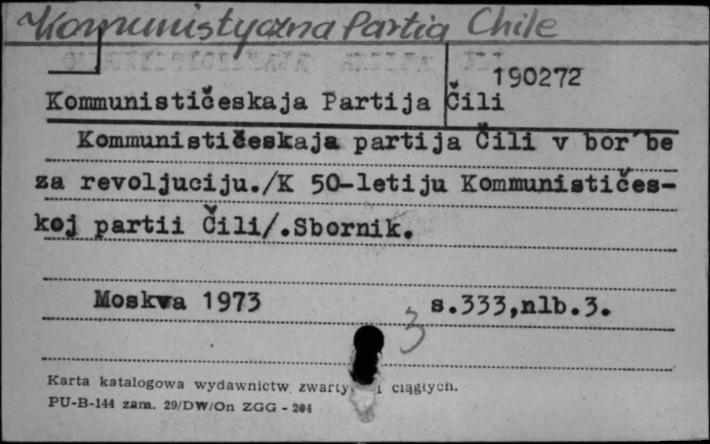 Komunistyczna Partia Chile
190272
Kommunističeskaja Partija Čili
Kommunističeskaja partija Čili v bor´be
za revoljuciju./K 50-letiju Kommunističes-
koj partii Čili/.Sbornik.
Moskwa 1973 s.333,nlb.3.
3
Karta katalogowa wydawnictw zwarty i ciągłych.
PU-B-144 zam. 29/DW/On ZGG - 204